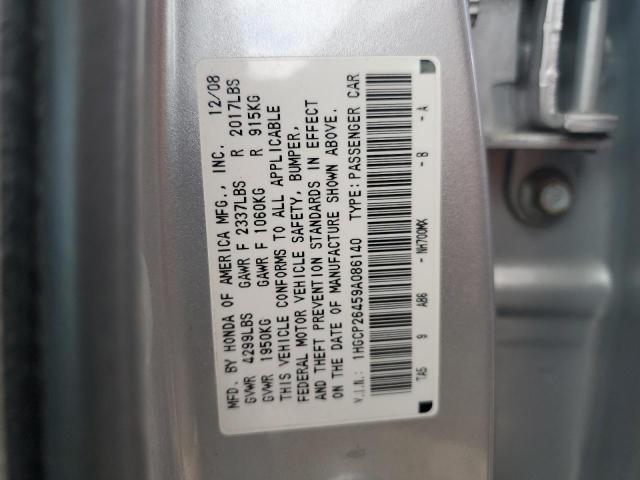 MFD. BY HONDA OF AMERICA MFG., INC. 12/08
GVWR 4299LBS GAWR F 2337LBS R 2017LBS
GVWR 1950KG GAWR F 1060KG R 915KG
THIS VEHICLE CONFORMS TO ALL APPLICABLE
FEDERAL MOTOR VEHICLE SAFETY, BUMPER,
AND THEFT PREVENTION STANDARDS IN EFFECT
ON THE DATE OF MANUFACTURE SHOWN ABOVE.
V.I.N.: 1HGCP26459A086140 TYPE: PASSENGER CAR
TA5 9 AB6 - NH700MX - B - A